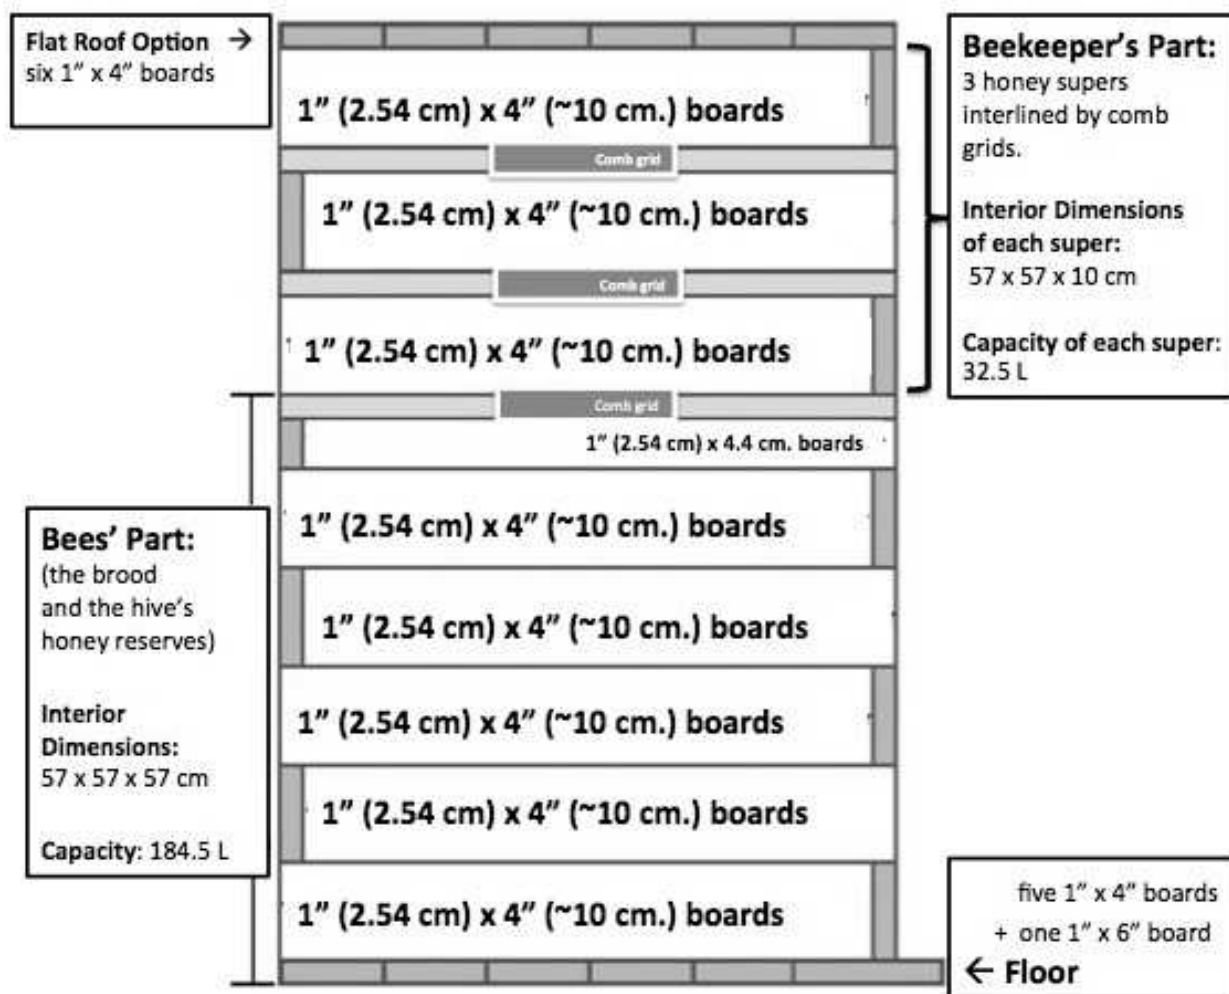 Flat Roof Option →
six 1” x 4” boards
1” (2.54 cm) x 4” (~10 cm.) boards
Comb grid
1” (2.54 cm) x 4” (~10 cm.) boards
Comb grid
1” (2.54 cm) x 4” (~10 cm.) boards
Comb grid
1” (2.54 cm) x 4.4 cm. boards
1” (2.54 cm) x 4” (~10 cm.) boards
1” (2.54 cm) x 4” (~10 cm.) boards
1” (2.54 cm) x 4” (~10 cm.) boards
1” (2.54 cm) x 4” (~10 cm.) boards
1” (2.54 cm) x 4” (~10 cm.) boards
Beekeeper’s Part:
3 honey supers
interlined by comb
grids.
Interior Dimensions
of each super:
57 x 57 x 10 cm
Capacity of each super:
32.5 L
Bees’ Part:
(the brood
and the hive’s
honey reserves)
Interior
Dimensions:
57 x 57 x 57 cm
Capacity: 184.5 L
five 1” x 4” boards
+ one 1” x 6” board
← Floor